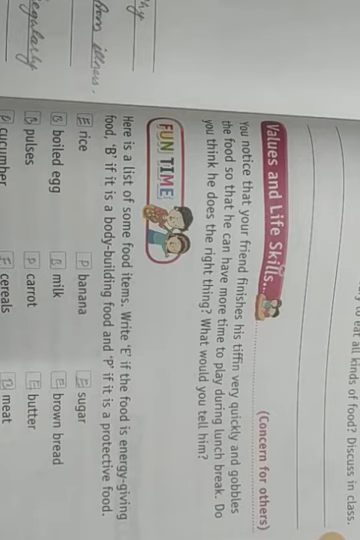 to eat all kinds of food? Discuss in class.
Values and Life Skills... (Concern for others)
You notice that your friend finishes his tiffin very quickly and gobbles
the food so that he can have more time to play during lunch break. Do
you think he does the right thing? What would you tell him?
FUN TIME
Here is a list of some food items. Write 'E' if the food is energy-giving
food, 'B' if it is a body-building food and 'P' if it is a protective food.
E rice P banana E sugar
B boiled egg B milk E brown bread
B pulses P carrot E butter
P cucumber E cereals B meat
from illness.